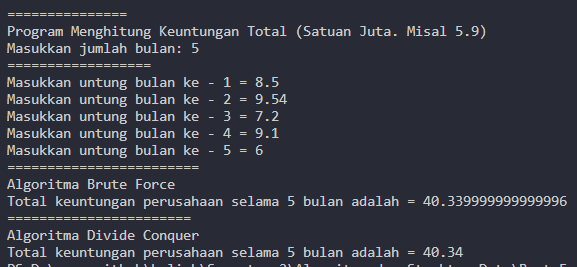 ===============
Program Menghitung Keuntungan Total (Satuan Juta. Misal 5.9)
Masukkan jumlah bulan: 5
==================
Masukkan untung bulan ke - 1 = 8.5
Masukkan untung bulan ke - 2 = 9.54
Masukkan untung bulan ke - 3 = 7.2
Masukkan untung bulan ke - 4 = 9.1
Masukkan untung bulan ke - 5 = 6
========================
Algoritma Brute Force
Total keuntungan perusahaan selama 5 bulan adalah = 40.339999999999996
=======================
Algoritma Divide Conquer
Total keuntungan perusahaan selama 5 bulan adalah = 40.34